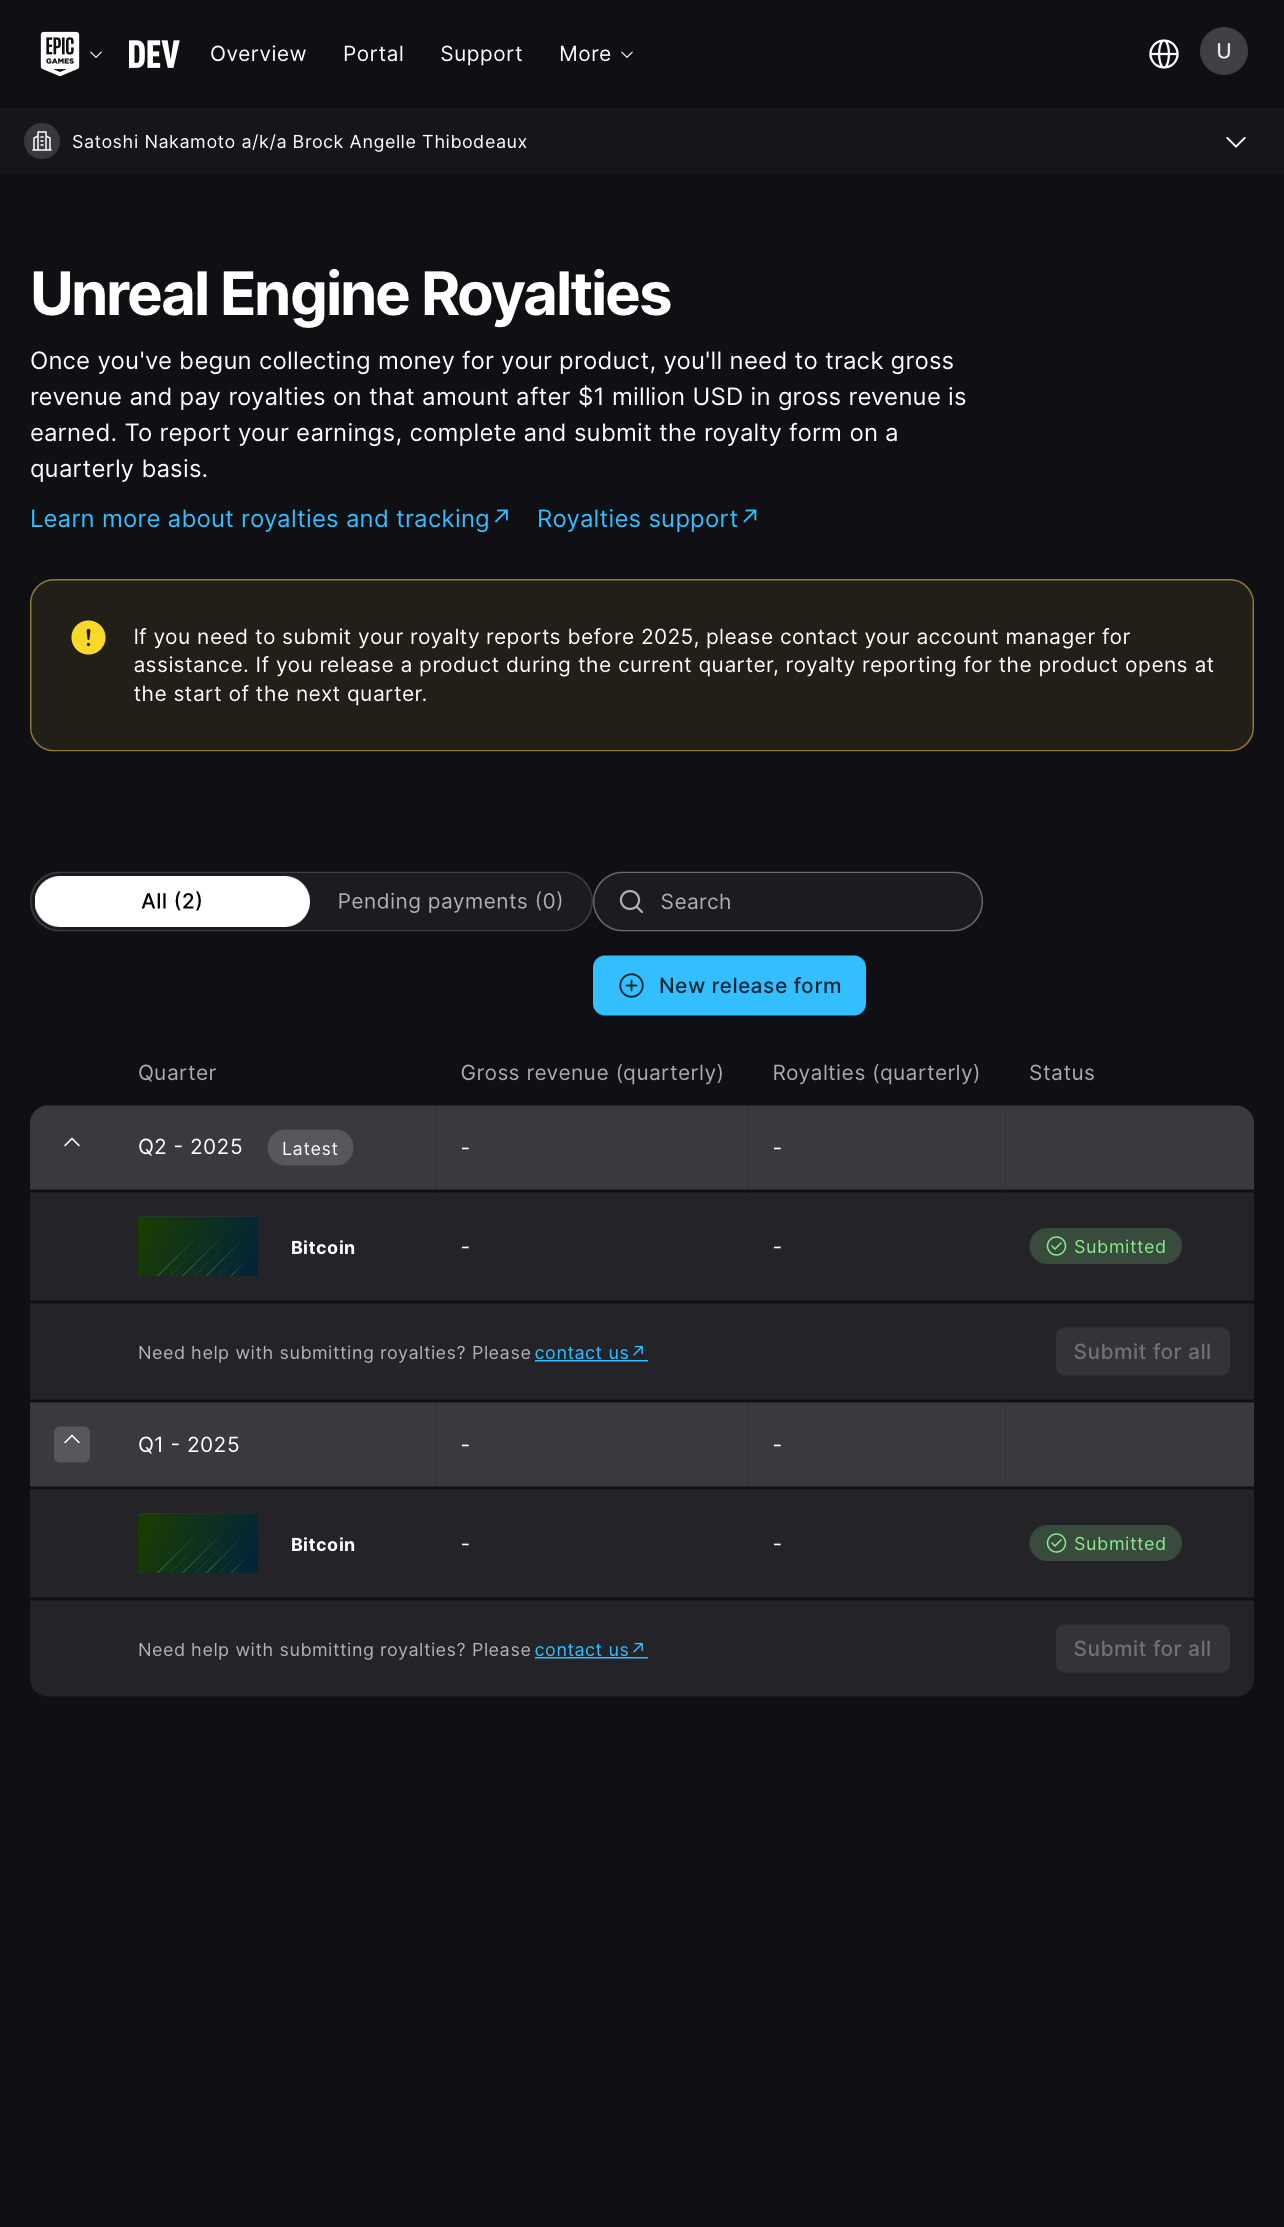 EPIC GAMES DEV Overview Portal Support More U
Satoshi Nakamoto a/k/a Brock Angelle Thibodeaux
Unreal Engine Royalties
Once you've begun collecting money for your product, you'll need to track gross
revenue and pay royalties on that amount after $1 million USD in gross revenue is
earned. To report your earnings, complete and submit the royalty form on a
quarterly basis.
Learn more about royalties and tracking↗ Royalties support↗
If you need to submit your royalty reports before 2025, please contact your account manager for
assistance. If you release a product during the current quarter, royalty reporting for the product opens at
the start of the next quarter.
All (2) Pending payments (0) Search
New release form
Quarter Gross revenue (quarterly) Royalties (quarterly) Status
Q2 - 2025 Latest - -
Bitcoin - - Submitted
Need help with submitting royalties? Please contact us↗ Submit for all
Q1 - 2025 - -
Bitcoin - - Submitted
Need help with submitting royalties? Please contact us↗ Submit for all